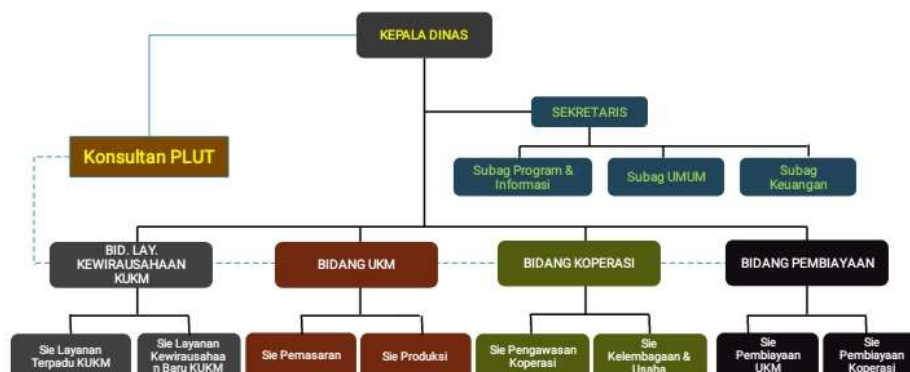 KEPALA DINAS
SEKRETARIS
Konsultan PLUT
Subag Program &
Informasi
Subag UMUM
Subag
Keuangan
BID. LAY.
KEWIRAUSAHAAN
KUKM
BIDANG UKM
BIDANG KOPERASI
BIDANG PEMBIAYAAN
Sie Layanan
Terpadu KUKM
Sie Layanan
Kewirausahaa
n Baru KUKM
Sie Pemasaran
Sie Produksi
Sie Pengawasan
Koperasi
Sie
Kelembagaan &
Usaha
Sie
Pembiayaan
UKM
Sie
Pembiayaan
Koperasi